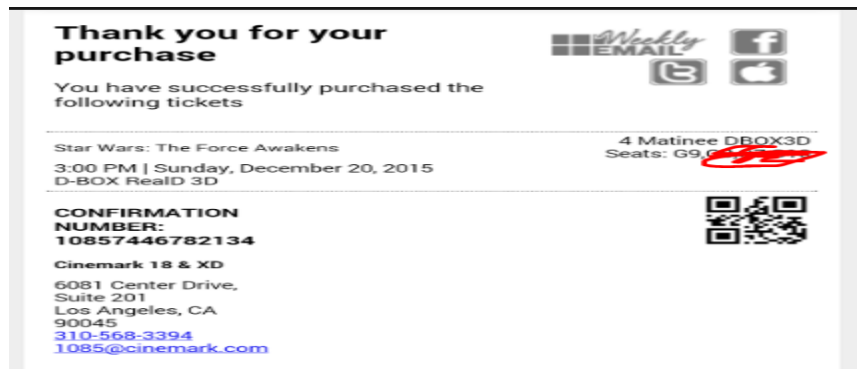 Thank you for your
purchase
Weekly
EMAIL
You have successfully purchased the
following tickets
Star Wars: The Force Awakens
4 Matinee DBOX3D
Seats: G9,
3:00 PM | Sunday, December 20, 2015
D-BOX RealD 3D
CONFIRMATION
NUMBER:
10857446782134
Cinemark 18 & XD
6081 Center Drive,
Suite 201
Los Angeles, CA
90045
310-568-3394
1085@cinemark.com